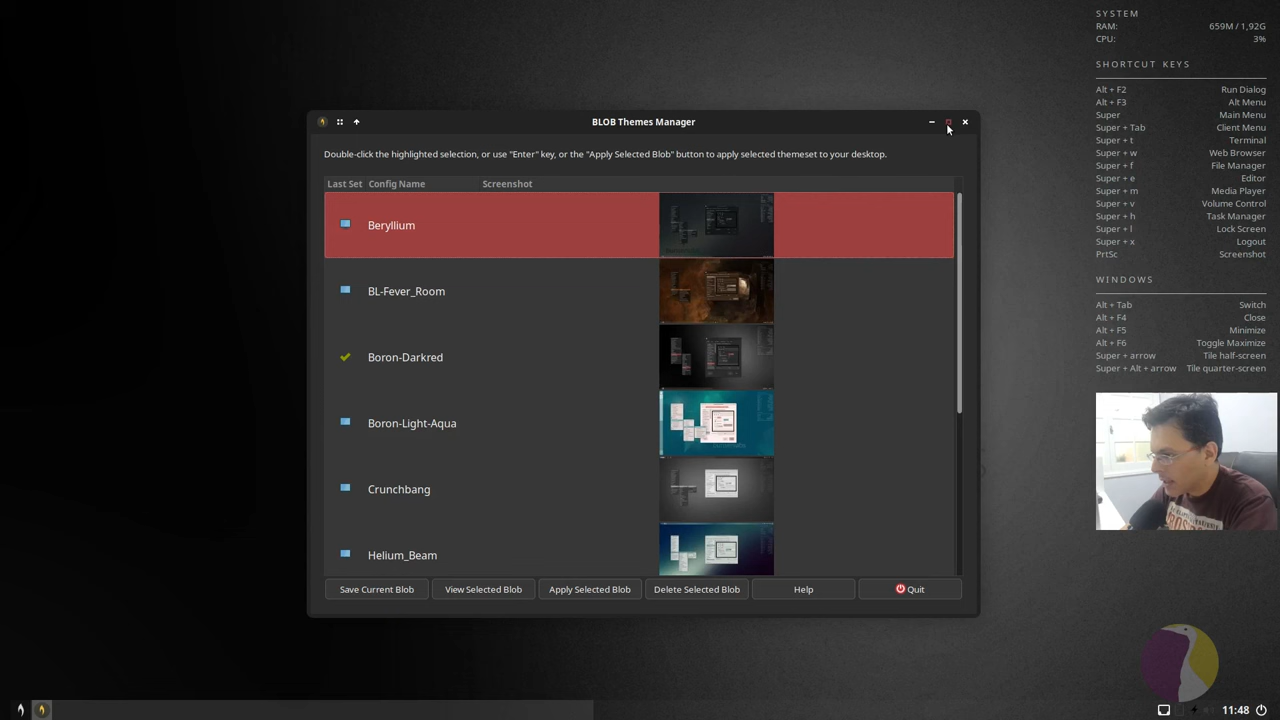 SYSTEM
RAM: 659M / 1,92G
CPU: 3%
SHORTCUT KEYS
Alt + F2 Run Dialog
Alt + F3 Alt Menu
Super Main Menu
Super + Tab Client Menu
Super + t Terminal
Super + w Web Browser
Super + f File Manager
Super + e Editor
Super + m Media Player
Super + v Volume Control
Super + h Task Manager
Super + l Lock Screen
Super + x Logout
PrtSc Screenshot
WINDOWS
Alt + Tab Switch
Alt + F4 Close
Alt + F5 Minimize
Alt + F6 Toggle Maximize
Super + arrow Tile half-screen
Super + Alt + arrow Tile quarter-screen
BLOB Themes Manager
Double-click the highlighted selection, or use "Enter" key, or the "Apply Selected Blob" button to apply selected themeset to your desktop.
Last Set Config Name Screenshot
Beryllium
BL-Fever_Room
Boron-Darkred
Boron-Light-Aqua
Crunchbang
Helium_Beam
Save Current Blob View Selected Blob Apply Selected Blob Delete Selected Blob Help Quit
11:48